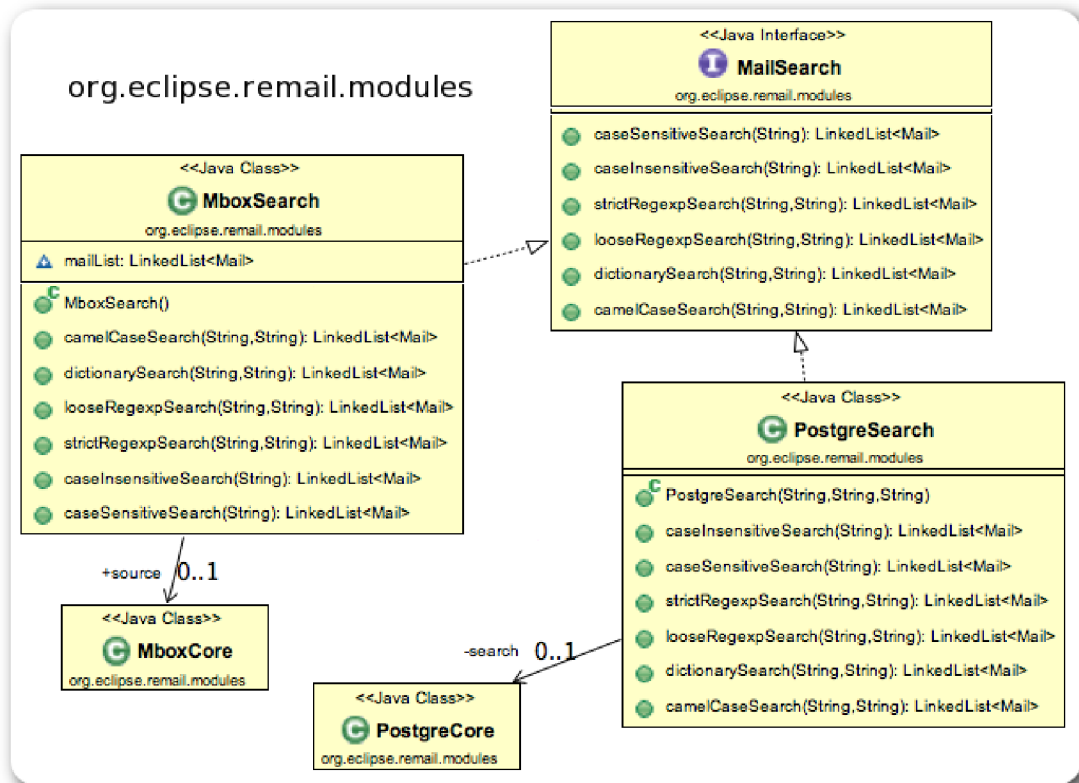 org.eclipse.remail.modules
<<Java Interface>>
I MailSearch
org.eclipse.remail.modules
caseSensitiveSearch(String): LinkedList<Mail>
caseInsensitiveSearch(String): LinkedList<Mail>
strictRegexpSearch(String,String): LinkedList<Mail>
looseRegexpSearch(String,String): LinkedList<Mail>
dictionarySearch(String,String): LinkedList<Mail>
camelCaseSearch(String,String): LinkedList<Mail>
<<Java Class>>
C MboxSearch
org.eclipse.remail.modules
mailList: LinkedList<Mail>
C MboxSearch()
camelCaseSearch(String,String): LinkedList<Mail>
dictionarySearch(String,String): LinkedList<Mail>
looseRegexpSearch(String,String): LinkedList<Mail>
strictRegexpSearch(String,String): LinkedList<Mail>
caseInsensitiveSearch(String): LinkedList<Mail>
caseSensitiveSearch(String): LinkedList<Mail>
+source 0..1
<<Java Class>>
C MboxCore
org.eclipse.remail.modules
<<Java Class>>
C PostgreSearch
org.eclipse.remail.modules
C PostgreSearch(String,String,String)
caseInsensitiveSearch(String): LinkedList<Mail>
caseSensitiveSearch(String): LinkedList<Mail>
strictRegexpSearch(String,String): LinkedList<Mail>
looseRegexpSearch(String,String): LinkedList<Mail>
dictionarySearch(String,String): LinkedList<Mail>
camelCaseSearch(String,String): LinkedList<Mail>
-search 0..1
<<Java Class>>
C PostgreCore
org.eclipse.remail.modules